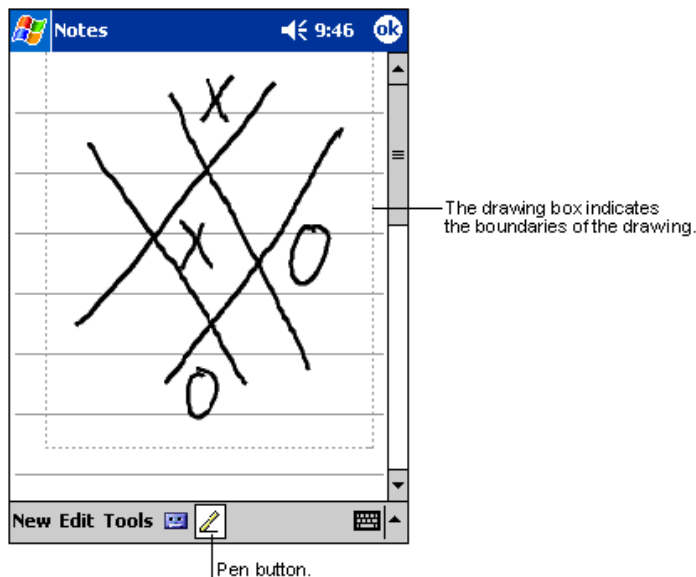 Notes 9:46 ok
X
X
O
The drawing box indicates
the boundaries of the drawing.
O
New Edit Tools
Pen button.